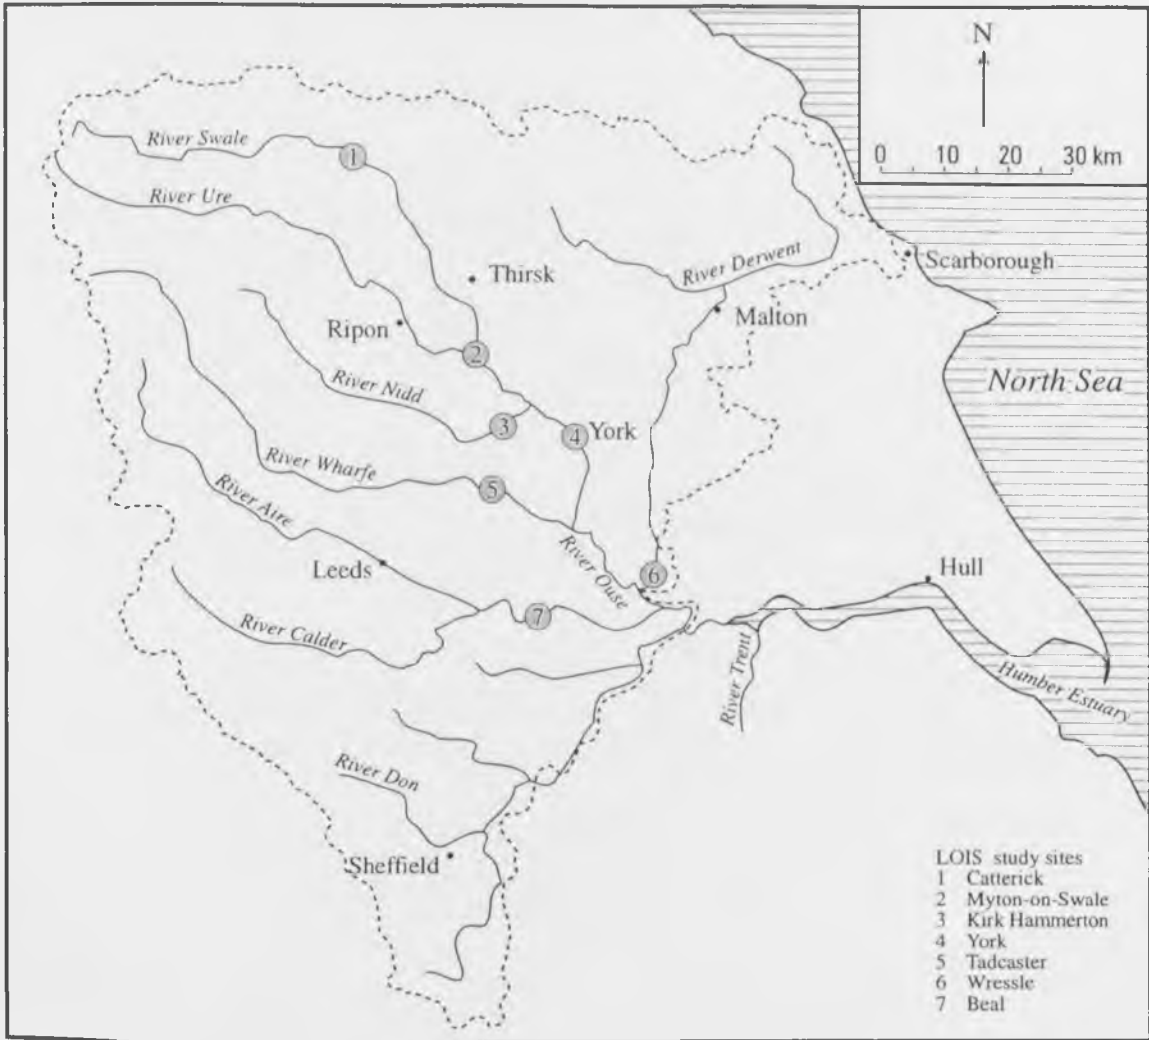 N
0 10 20 30 km
River Swale
1
River Ure
River Derwent
Scarborough
Thirsk
Ripon
Malton
2
North Sea
River Nidd
3
4 York
River Wharfe
5
River Aire
River Ouse
Leeds
6
Hull
7
River Calder
River Trent
Humber Estuary
River Don
Sheffield
LOIS study sites
1 Catterick
2 Myton-on-Swale
3 Kirk Hammerton
4 York
5 Tadcaster
6 Wressle
7 Beal